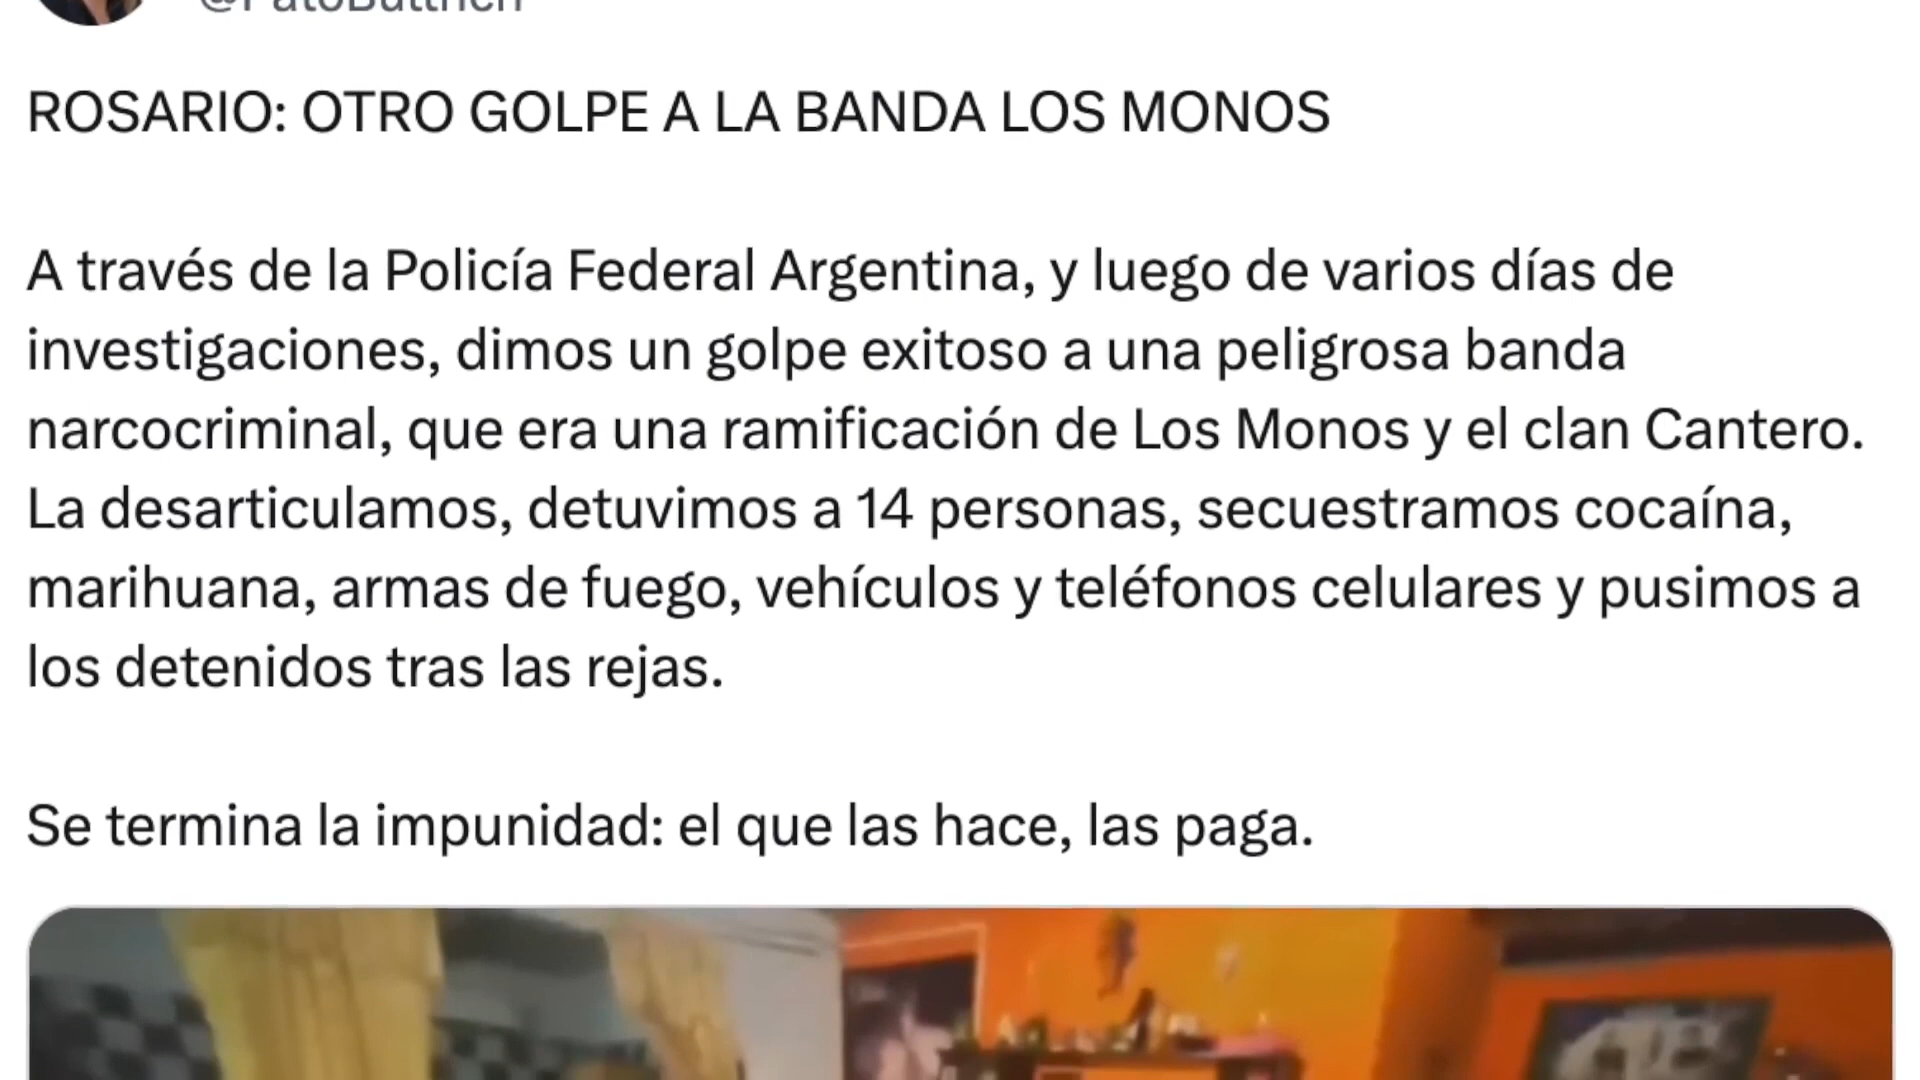 @PatoBullrich
ROSARIO: OTRO GOLPE A LA BANDA LOS MONOS
A través de la Policía Federal Argentina, y luego de varios días de
investigaciones, dimos un golpe exitoso a una peligrosa banda
narcocriminal, que era una ramificación de Los Monos y el clan Cantero.
La desarticulamos, detuvimos a 14 personas, secuestramos cocaína,
marihuana, armas de fuego, vehículos y teléfonos celulares y pusimos a
los detenidos tras las rejas.
Se termina la impunidad: el que las hace, las paga.